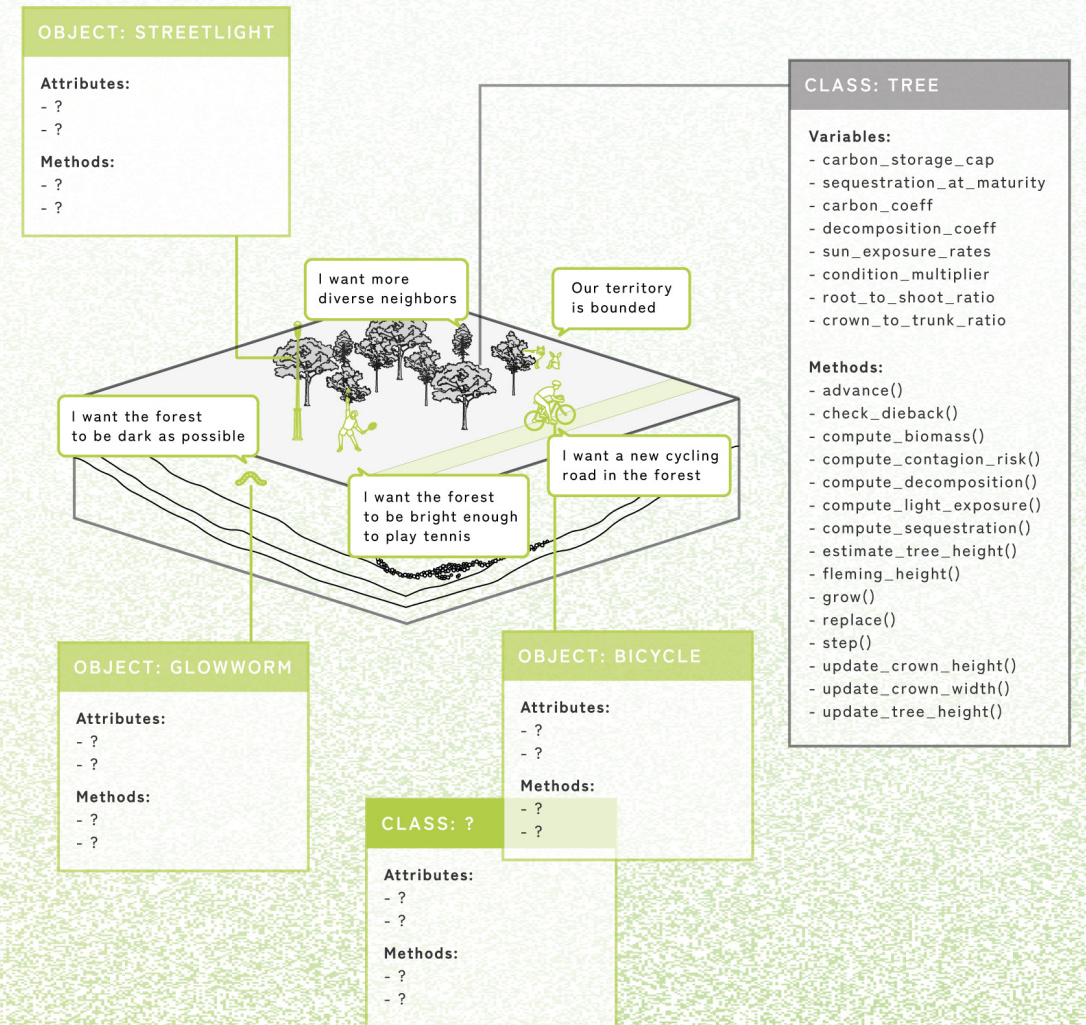 OBJECT: STREETLIGHT
Attributes:
- ?
- ?
Methods:
- ?
- ?
CLASS: TREE
Variables:
- carbon_storage_cap
- sequestration_at_maturity
- carbon_coeff
- decomposition_coeff
- sun_exposure_rates
- condition_multiplier
- root_to_shoot_ratio
- crown_to_trunk_ratio
Methods:
- advance()
- check_dieback()
- compute_biomass()
- compute_contagion_risk()
- compute_decomposition()
- compute_light_exposure()
- compute_sequestration()
- estimate_tree_height()
- fleming_height()
- grow()
- replace()
- step()
- update_crown_height()
- update_crown_width()
- update_tree_height()
I want more
diverse neighbors
Our territory
is bounded
I want the forest
to be dark as possible
I want a new cycling
road in the forest
I want the forest
to be bright enough
to play tennis
OBJECT: GLOWWORM
Attributes:
- ?
- ?
Methods:
- ?
- ?
OBJECT: BICYCLE
Attributes:
- ?
- ?
Methods:
- ?
- ?
CLASS: ?
Attributes:
- ?
- ?
Methods:
- ?
- ?